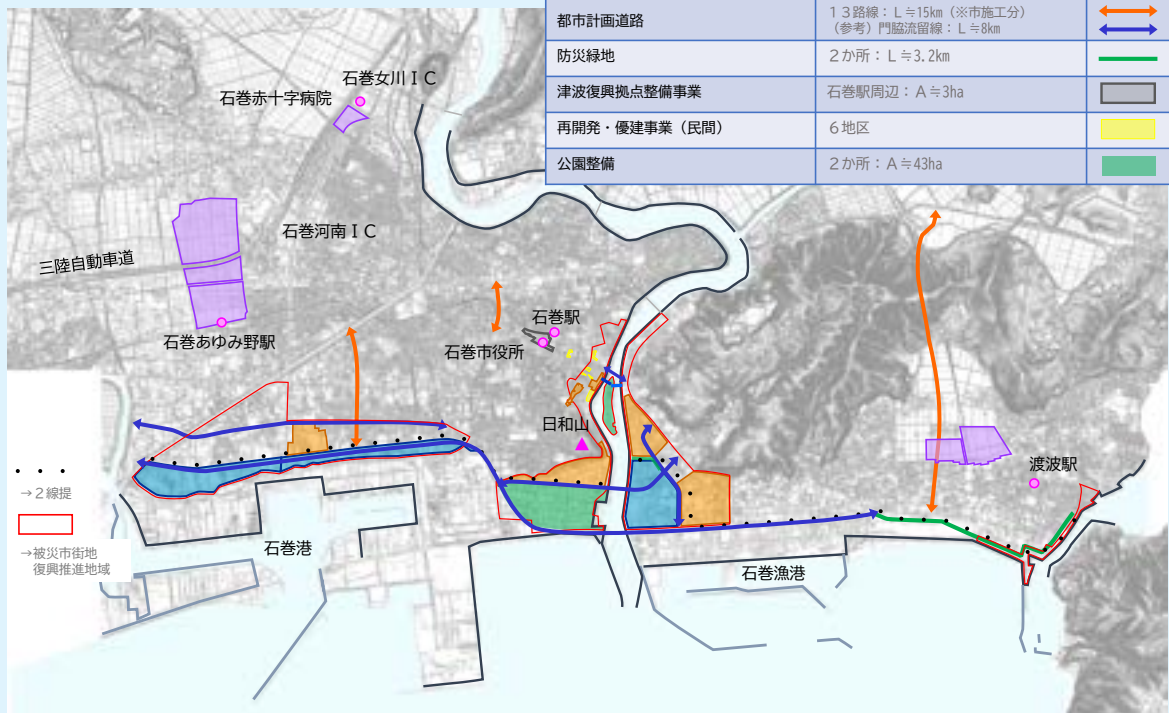 都市計画道路
13路線：L≒15km（※市施工分）
（参考）門脇流留線：L≒8km
防災緑地
2か所：L≒3.2km
津波復興拠点整備事業
石巻駅周辺：A≒3ha
再開発・優建事業（民間）
6地区
公園整備
2か所：A≒43ha
石巻女川ＩＣ
石巻赤十字病院
石巻河南ＩＣ
三陸自動車道
石巻あゆみ野駅
石巻駅
石巻市役所
日和山
渡波駅
→２線提
→被災市街地
復興推進地域
石巻港
石巻漁港